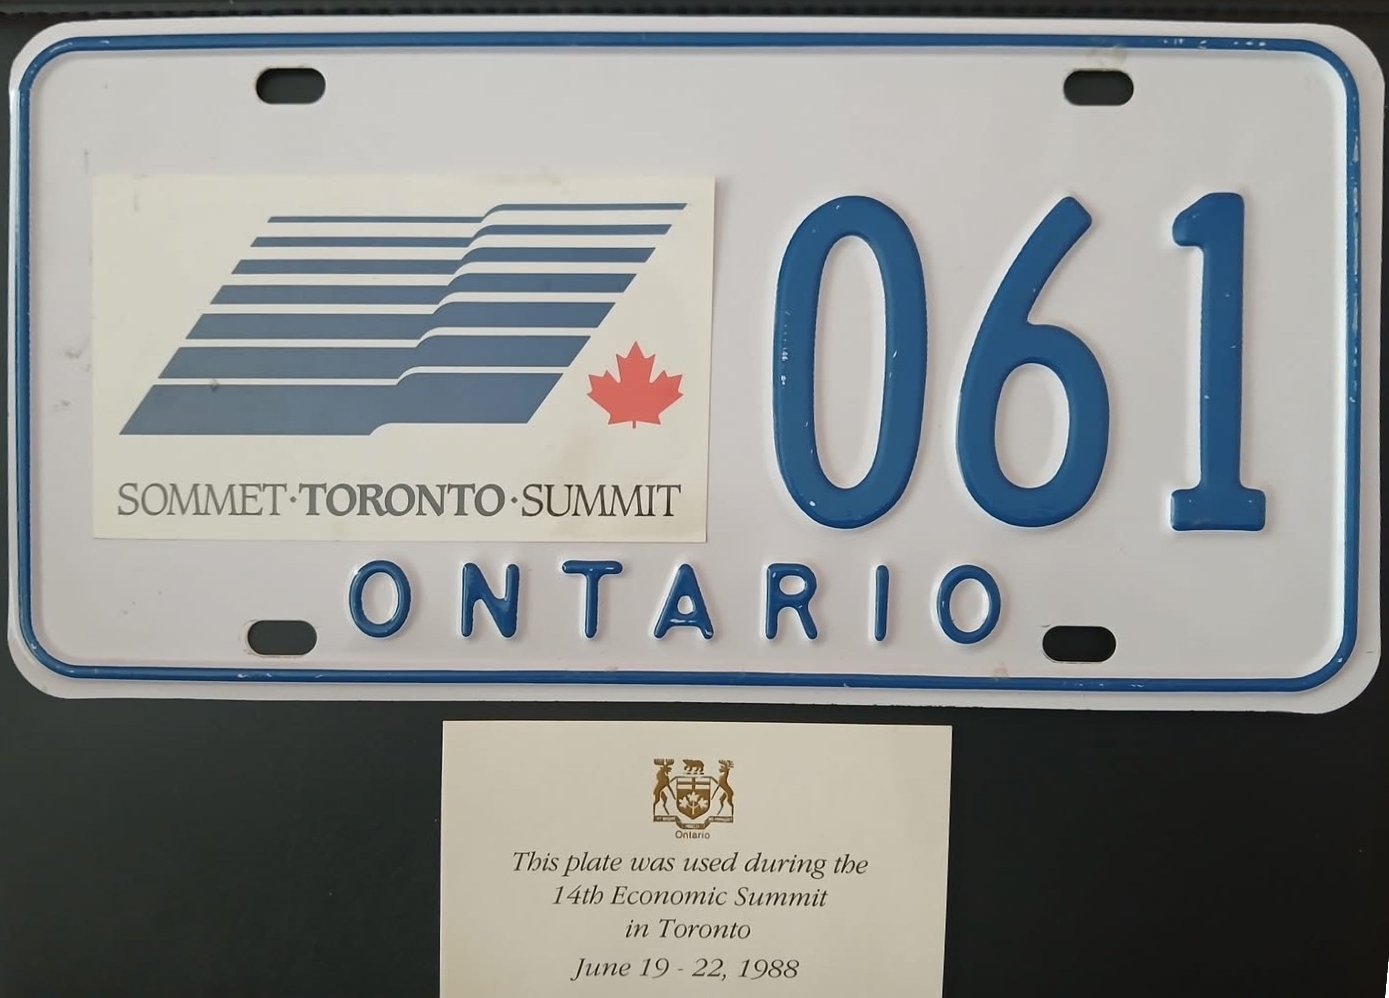 061
SOMMET·TORONTO·SUMMIT
ONTARIO
Ontario
This plate was used during the
14th Economic Summit
in Toronto
June 19 - 22, 1988